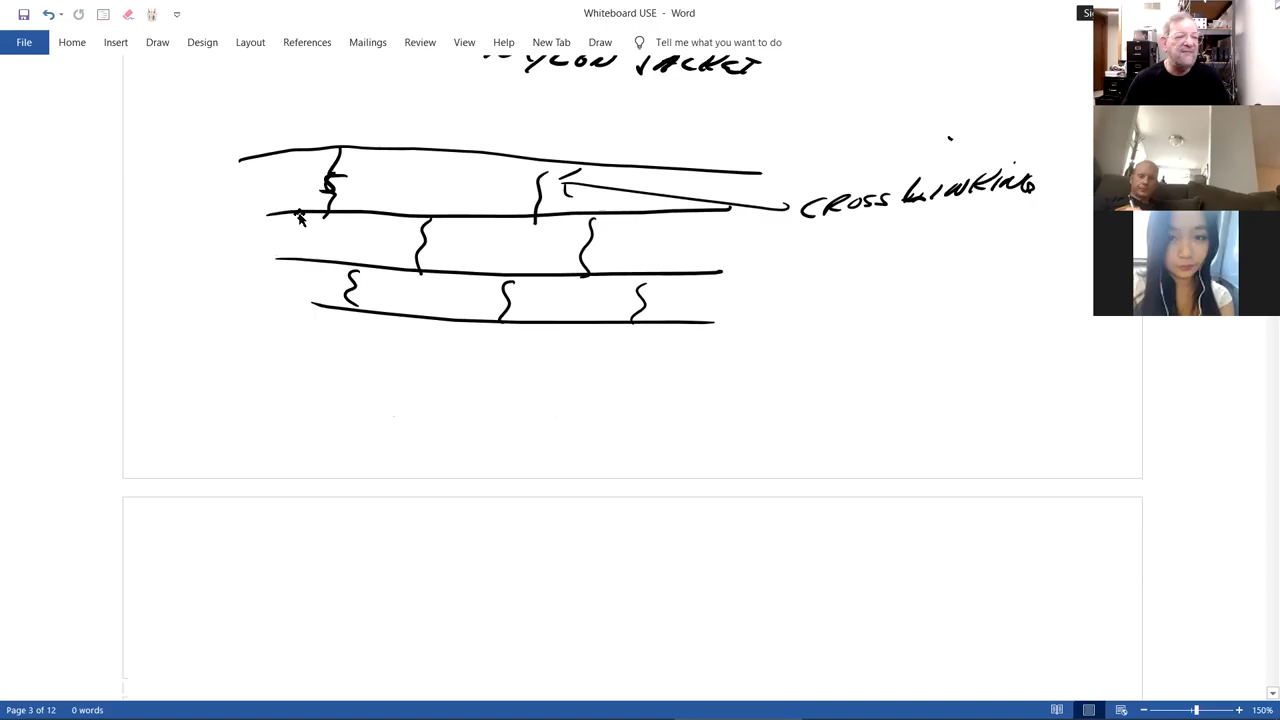 Whiteboard USE - Word
File Home Insert Draw Design Layout References Mailings Review View Help New Tab Draw Tell me what you want to do
JACKET
CROSS LINKING
Page 3 of 12 0 words 150%